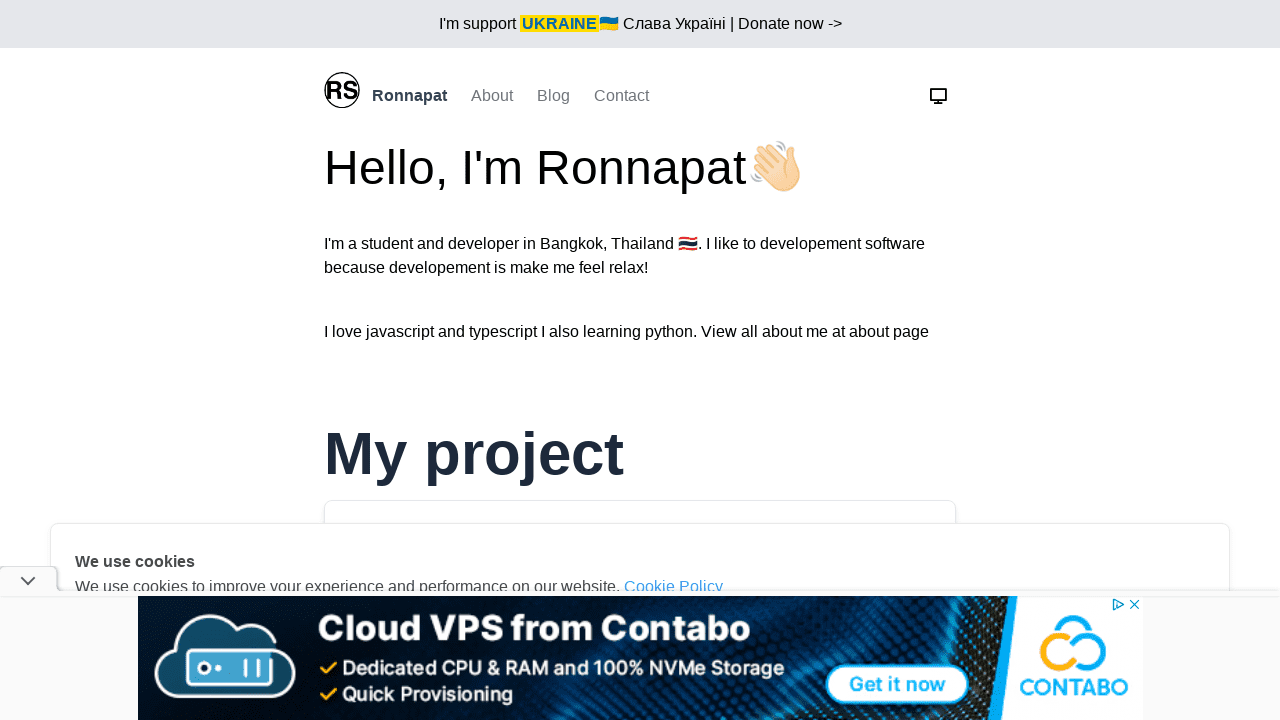 I'm support UKRAINE🇺🇦 Слава Україні | Donate now ->
RS Ronnapat About Blog Contact
Hello, I'm Ronnapat👋🏻
I'm a student and developer in Bangkok, Thailand 🇹🇭. I like to developement software
because developement is make me feel relax!
I love javascript and typescript I also learning python. View all about me at about page
My project
We use cookies
We use cookies to improve your experience and performance on our website. Cookie Policy
Cloud VPS from Contabo
✓ Dedicated CPU & RAM and 100% NVMe Storage
✓ Quick Provisioning
Get it now
CONTABO